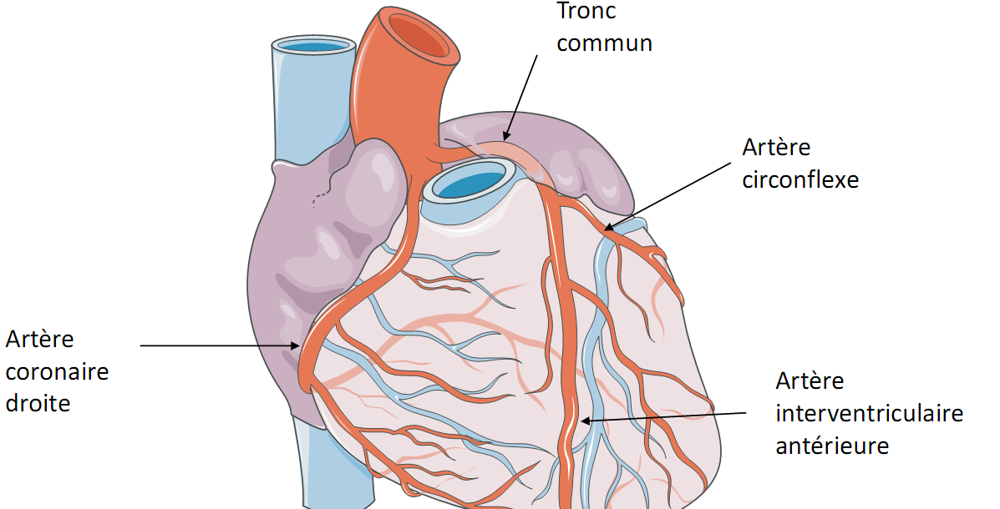 Tronc
commun
Artère
circonflexe
Artère
coronaire
droite
Artère
interventriculaire
antérieure